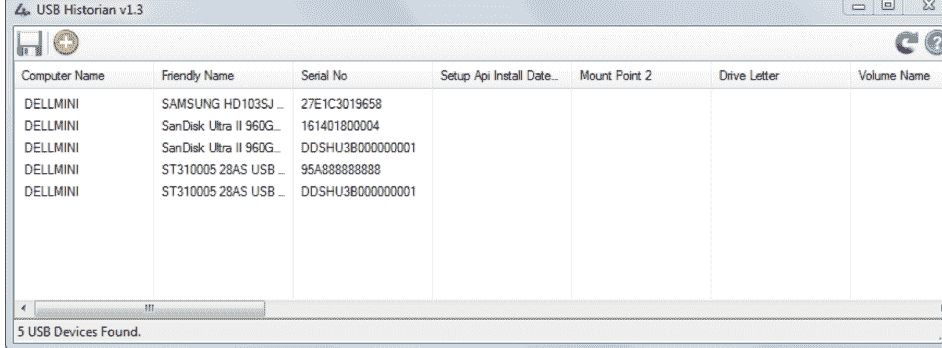 USB Historian v1.3
Computer Name Friendly Name Serial No Setup Api Install Date... Mount Point 2 Drive Letter Volume Name
DELLMINI SAMSUNG HD103SJ ... 27E1C3019658
DELLMINI SanDisk Ultra II 960G... 161401800004
DELLMINI SanDisk Ultra II 960G... DDSHU3B000000001
DELLMINI ST310005 28AS USB ... 95A888888888
DELLMINI ST310005 28AS USB ... DDSHU3B000000001
5 USB Devices Found.